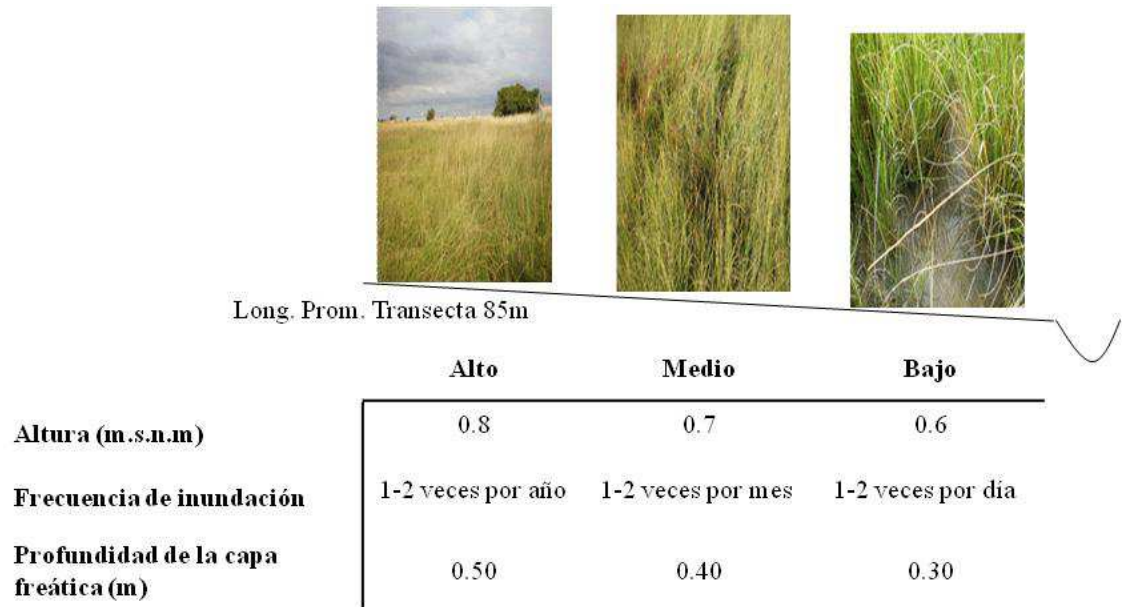 Long. Prom. Transecta 85m
Alto Medio Bajo
Altura (m.s.n.m) 0.8 0.7 0.6
Frecuencia de inundación 1-2 veces por año 1-2 veces por mes 1-2 veces por día
Profundidad de la capa
freática (m) 0.50 0.40 0.30